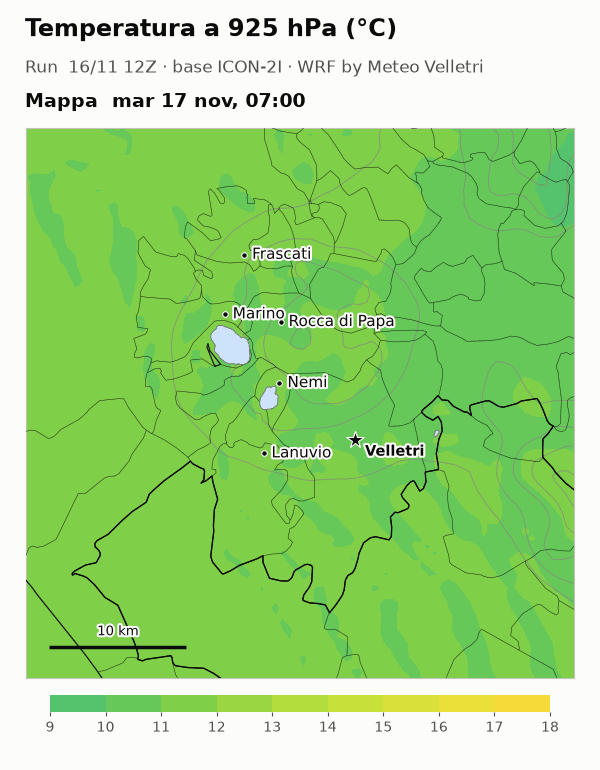 Temperatura a 925 hPa (°C)
Run 16/11 12Z · base ICON-2I · WRF by Meteo Velletri
Mappa mar 17 nov, 07:00
Frascati
Marino
Rocca di Papa
Nemi
Velletri
Lanuvio
10 km
9 10 11 12 13 14 15 16 17 18